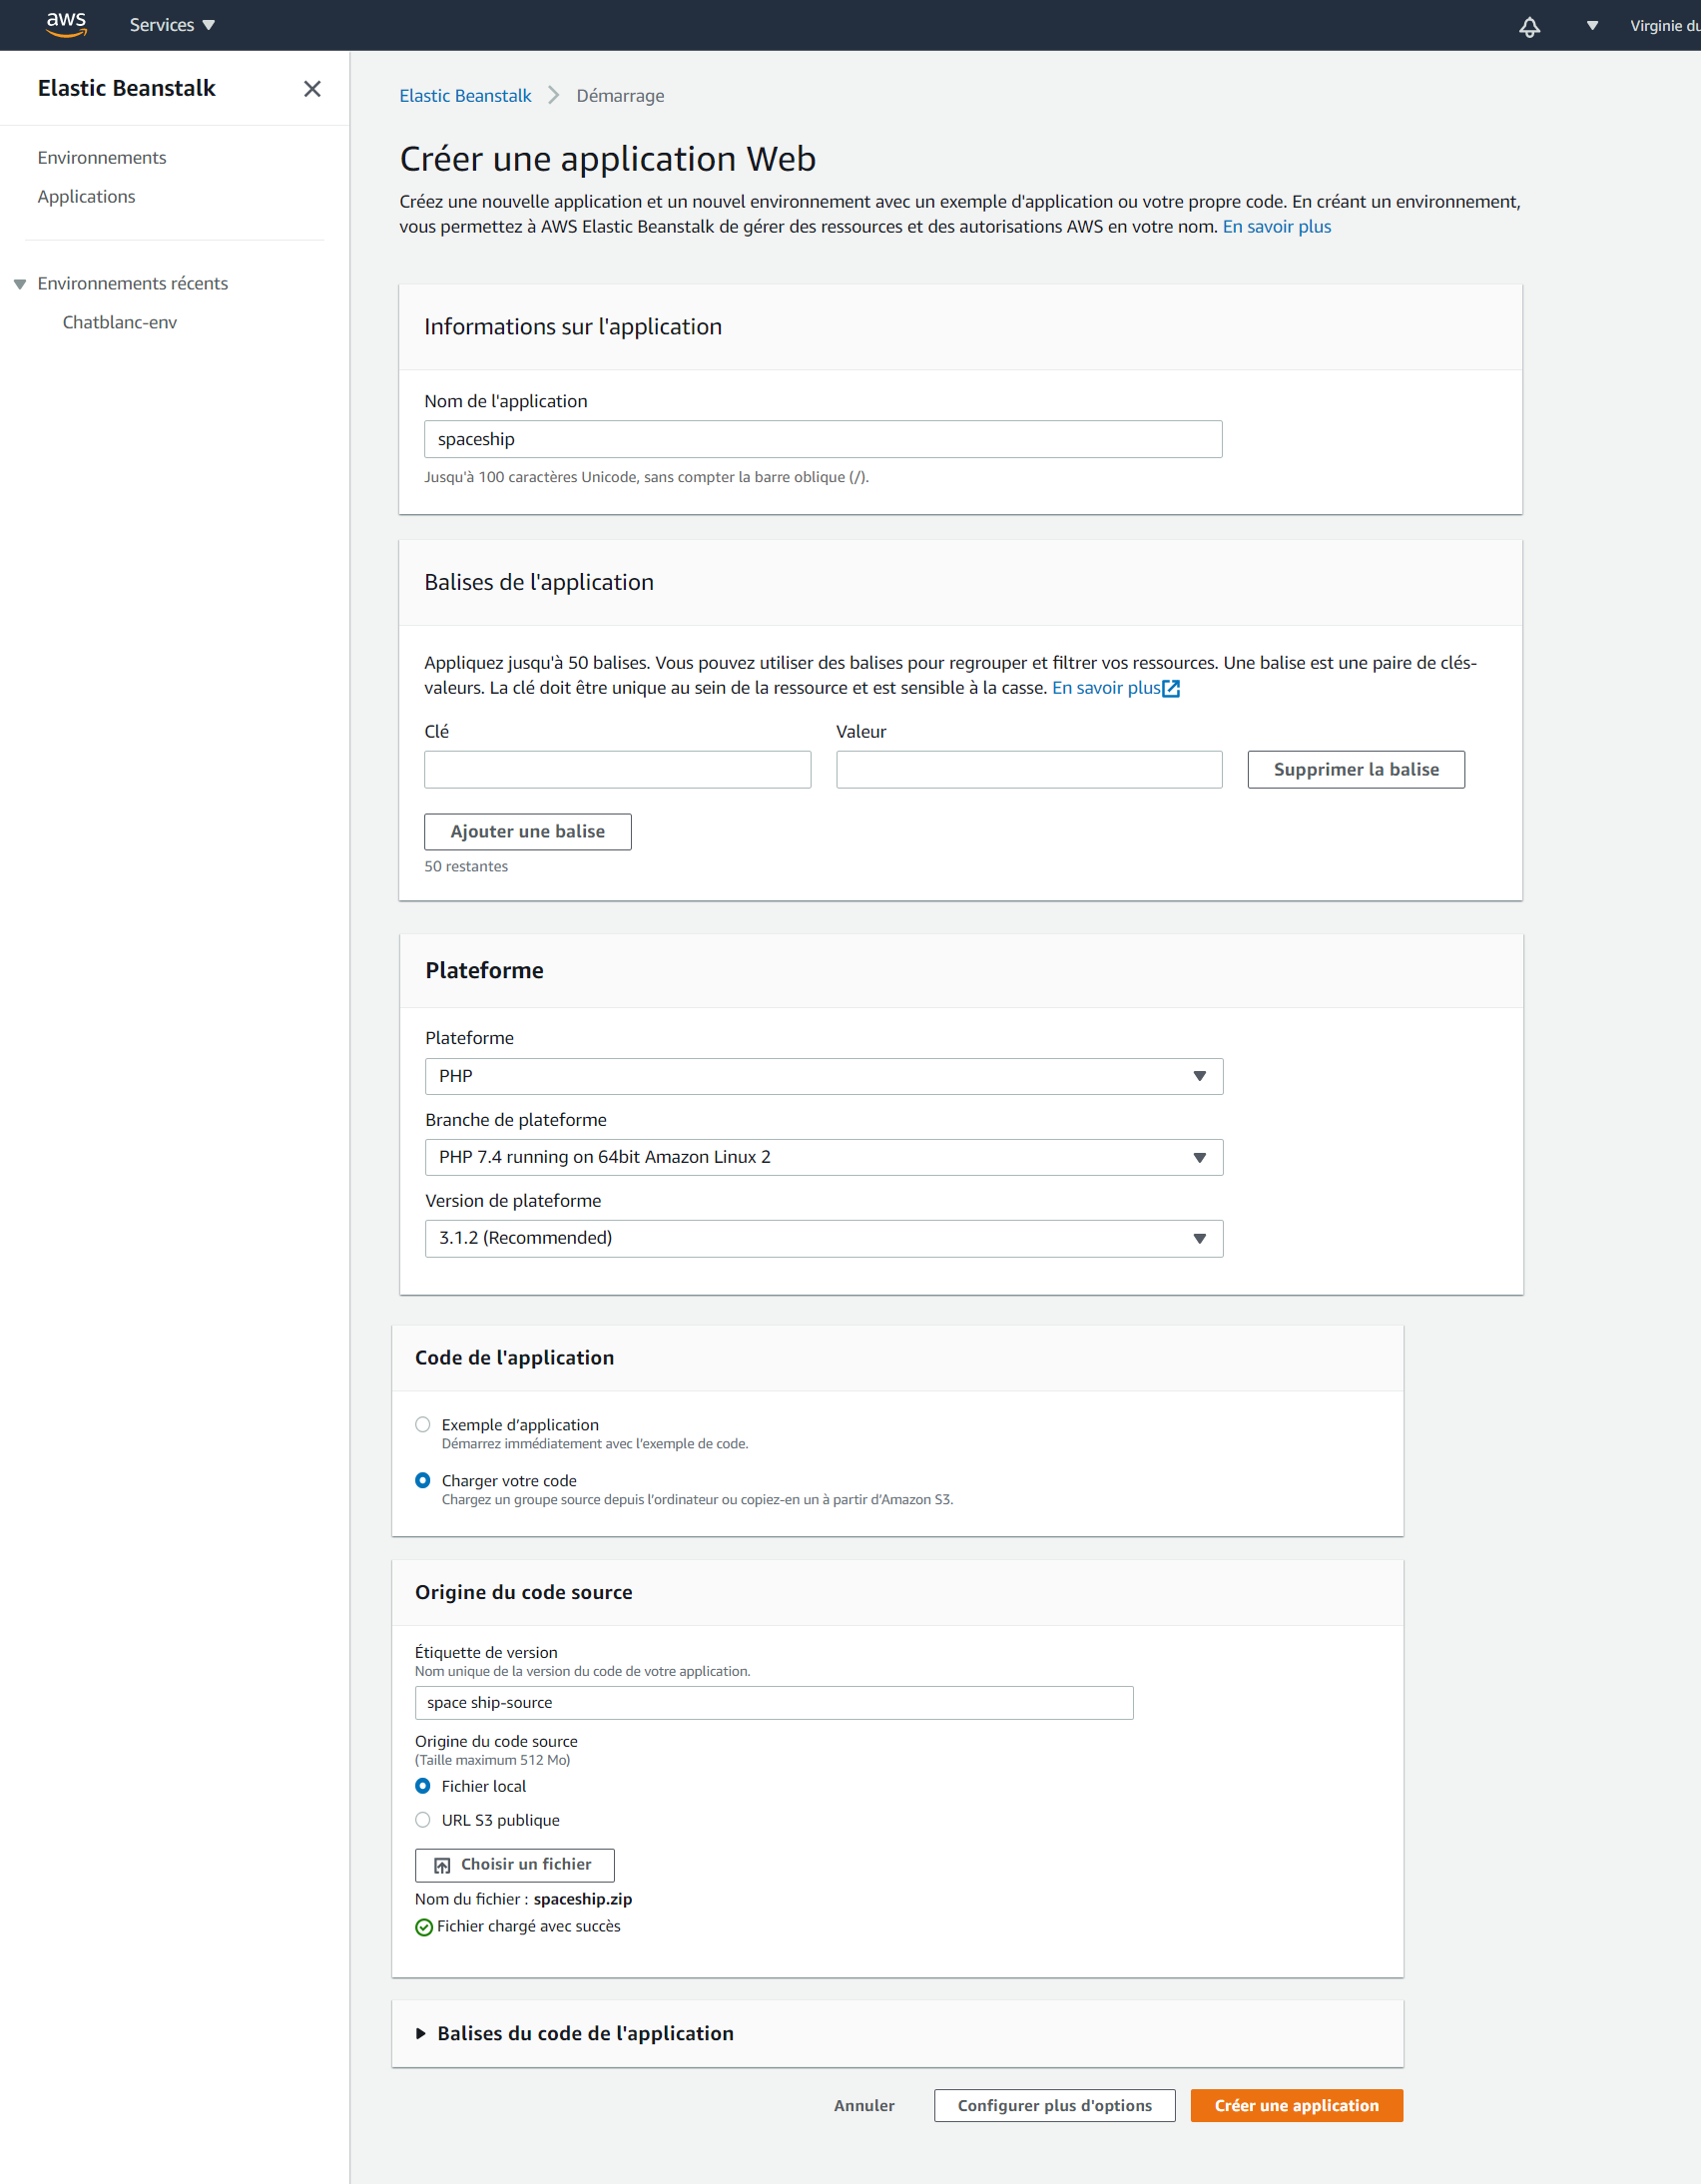 aws Services Virginie du
Elastic Beanstalk
Environnements
Applications
Environnements récents
Chatblanc-env
Elastic Beanstalk Démarrage
Créer une application Web
Créez une nouvelle application et un nouvel environnement avec un exemple d'application ou votre propre code. En créant un environnement,
vous permettez à AWS Elastic Beanstalk de gérer des ressources et des autorisations AWS en votre nom. En savoir plus
Informations sur l'application
Nom de l'application
spaceship
Jusqu'à 100 caractères Unicode, sans compter la barre oblique (/).
Balises de l'application
Appliquez jusqu'à 50 balises. Vous pouvez utiliser des balises pour regrouper et filtrer vos ressources. Une balise est une paire de clés-
valeurs. La clé doit être unique au sein de la ressource et est sensible à la casse. En savoir plus
Clé Valeur
Supprimer la balise
Ajouter une balise
50 restantes
Plateforme
Plateforme
PHP
Branche de plateforme
PHP 7.4 running on 64bit Amazon Linux 2
Version de plateforme
3.1.2 (Recommended)
Code de l'application
Exemple d'application
Démarrez immédiatement avec l'exemple de code.
Charger votre code
Chargez un groupe source depuis l'ordinateur ou copiez-en un à partir d'Amazon S3.
Origine du code source
Étiquette de version
Nom unique de la version du code de votre application.
space ship-source
Origine du code source
(Taille maximum 512 Mo)
Fichier local
URL S3 publique
Choisir un fichier
Nom du fichier : spaceship.zip
Fichier chargé avec succès
Balises du code de l'application
Annuler Configurer plus d'options Créer une application